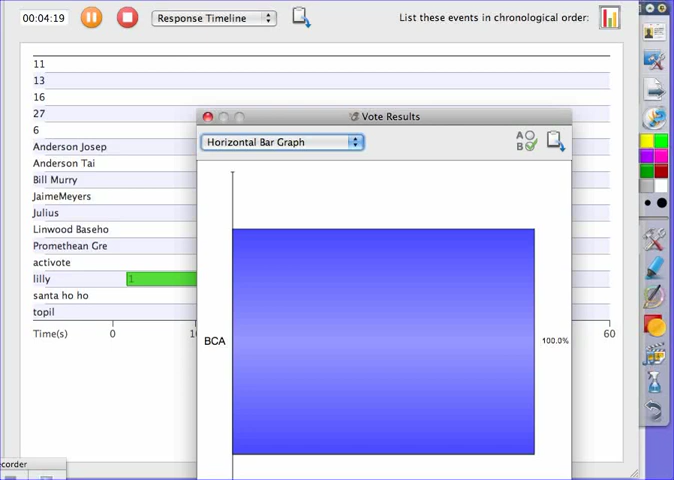 00:04:19
Response Timeline
List these events in chronological order:
11
13
16
27
6
Anderson Josep
Anderson Tai
Bill Murry
JaimeMeyers
Julius
Linwood Baseho
Promethean Gre
activote
lilly
1
santa ho ho
topil
Time(s)
0
10
60
Vote Results
Horizontal Bar Graph
A
B
BCA
100.0%
ecorder